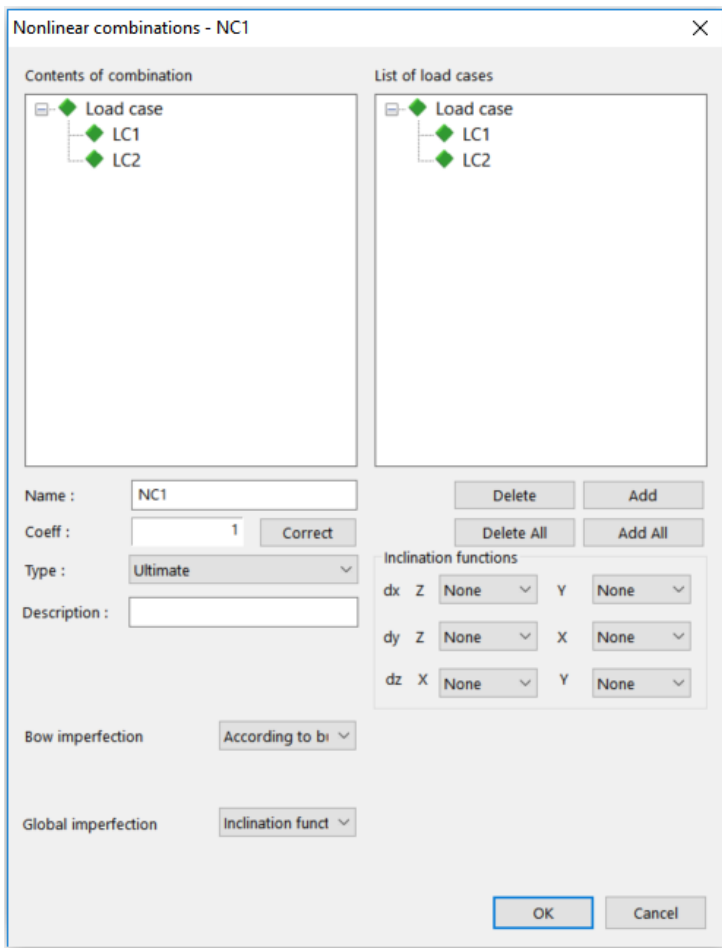 Nonlinear combinations - NC1
Contents of combination
List of load cases
Load case
LC1
LC2
Load case
LC1
LC2
Name :
NC1
Delete
Add
Coeff :
1
Correct
Delete All
Add All
Type :
Ultimate
Inclination functions
dx Z None Y None
Description :
dy Z None X None
dz X None Y None
Bow imperfection
According to bu
Global imperfection
Inclination funct
OK
Cancel